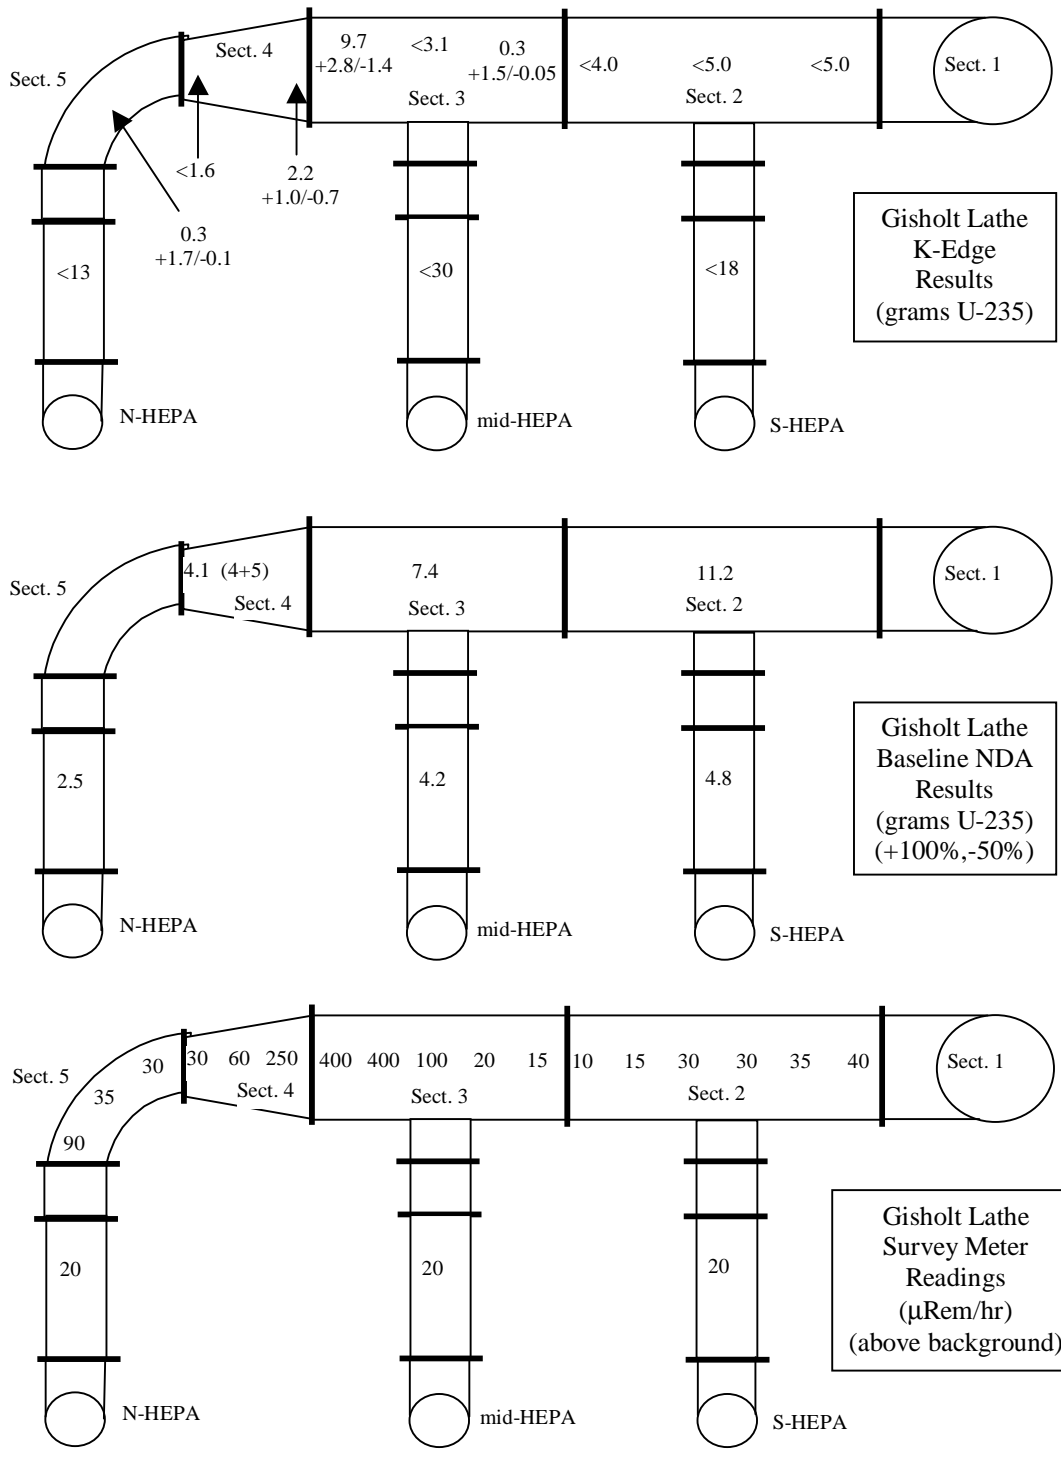 Sect. 5
Sect. 4
9.7
+2.8/-1.4
<3.1
0.3
+1.5/-0.05
Sect. 3
<4.0
<5.0
<5.0
Sect. 2
Sect. 1
<1.6
2.2
+1.0/-0.7
0.3
+1.7/-0.1
<13
<30
<18
Gisholt Lathe
K-Edge
Results
(grams U-235)
N-HEPA
mid-HEPA
S-HEPA
Sect. 5
4.1 (4+5)
Sect. 4
7.4
Sect. 3
11.2
Sect. 2
Sect. 1
2.5
4.2
4.8
Gisholt Lathe
Baseline NDA
Results
(grams U-235)
(+100%,-50%)
N-HEPA
mid-HEPA
S-HEPA
Sect. 5
90
35
30
30 60 250
Sect. 4
400 400 100 20 15
Sect. 3
10 15 30 30 35 40
Sect. 2
Sect. 1
20
20
20
Gisholt Lathe
Survey Meter
Readings
(μRem/hr)
(above background)
N-HEPA
mid-HEPA
S-HEPA